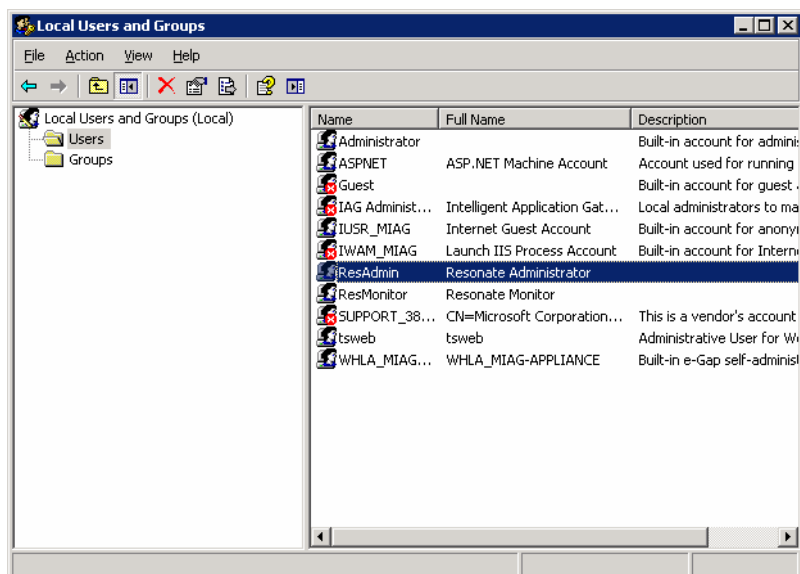 Local Users and Groups
File Action View Help
Local Users and Groups (Local)
Users
Groups
Name Full Name Description
Administrator Built-in account for adminis
ASPNET ASP.NET Machine Account Account used for running
Guest Built-in account for guest
IAG Administ... Intelligent Application Gat... Local administrators to ma
IUSR_MIAG Internet Guest Account Built-in account for anony
IWAM_MIAG Launch IIS Process Account Built-in account for Intern
ResAdmin Resonate Administrator
ResMonitor Resonate Monitor
SUPPORT_38... CN=Microsoft Corporation... This is a vendor's account
tsweb tsweb Administrative User for W
WHLA_MIAG... WHLA_MIAG-APPLIANCE Built-in e-Gap self-adminis